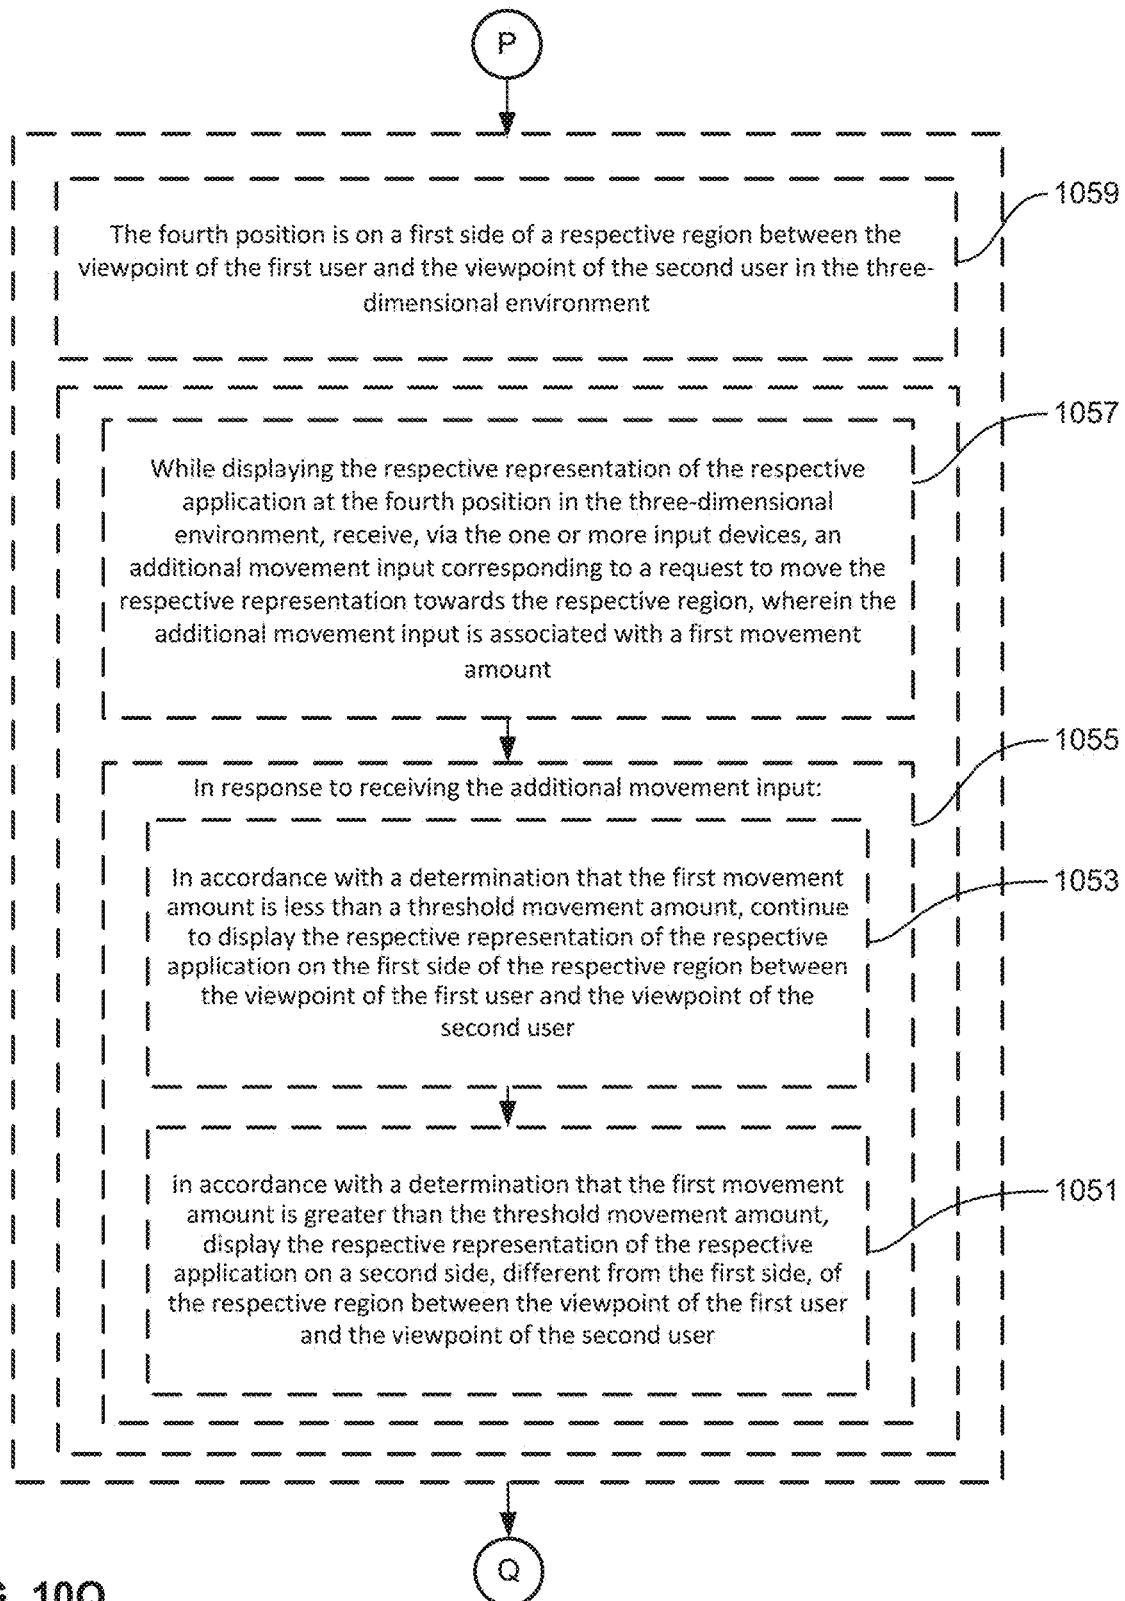 P
The fourth position is on a first side of a respective region between the
viewpoint of the first user and the viewpoint of the second user in the three-
dimensional environment
1059
While displaying the respective representation of the respective
application at the fourth position in the three-dimensional
environment, receive, via the one or more input devices, an
additional movement input corresponding to a request to move the
respective representation towards the respective region, wherein the
additional movement input is associated with a first movement
amount
1057
In response to receiving the additional movement input:
1055
In accordance with a determination that the first movement
amount is less than a threshold movement amount, continue
to display the respective representation of the respective
application on the first side of the respective region between
the viewpoint of the first user and the viewpoint of the
second user
1053
in accordance with a determination that the first movement
amount is greater than the threshold movement amount,
display the respective representation of the respective
application on a second side, different from the first side, of
the respective region between the viewpoint of the first user
and the viewpoint of the second user
1051
Q